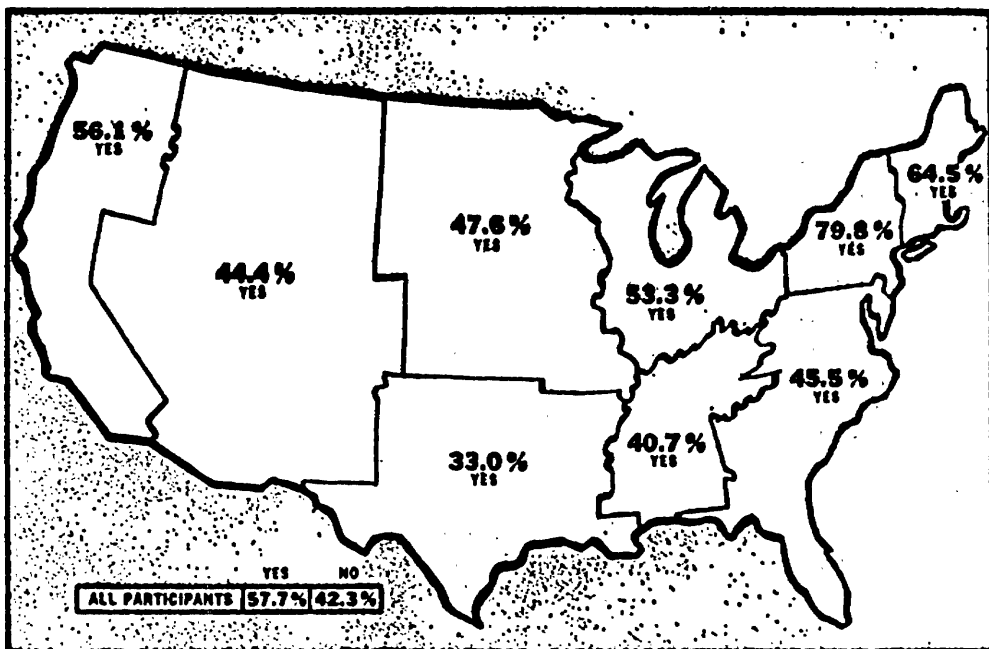 56.1%
YES
64.5%
YES
47.6%
YES
79.8%
YES
44.4%
YES
53.3%
YES
45.5%
YES
40.7%
YES
33.0%
YES
YES NO
ALL PARTICIPANTS 57.7% 42.3%